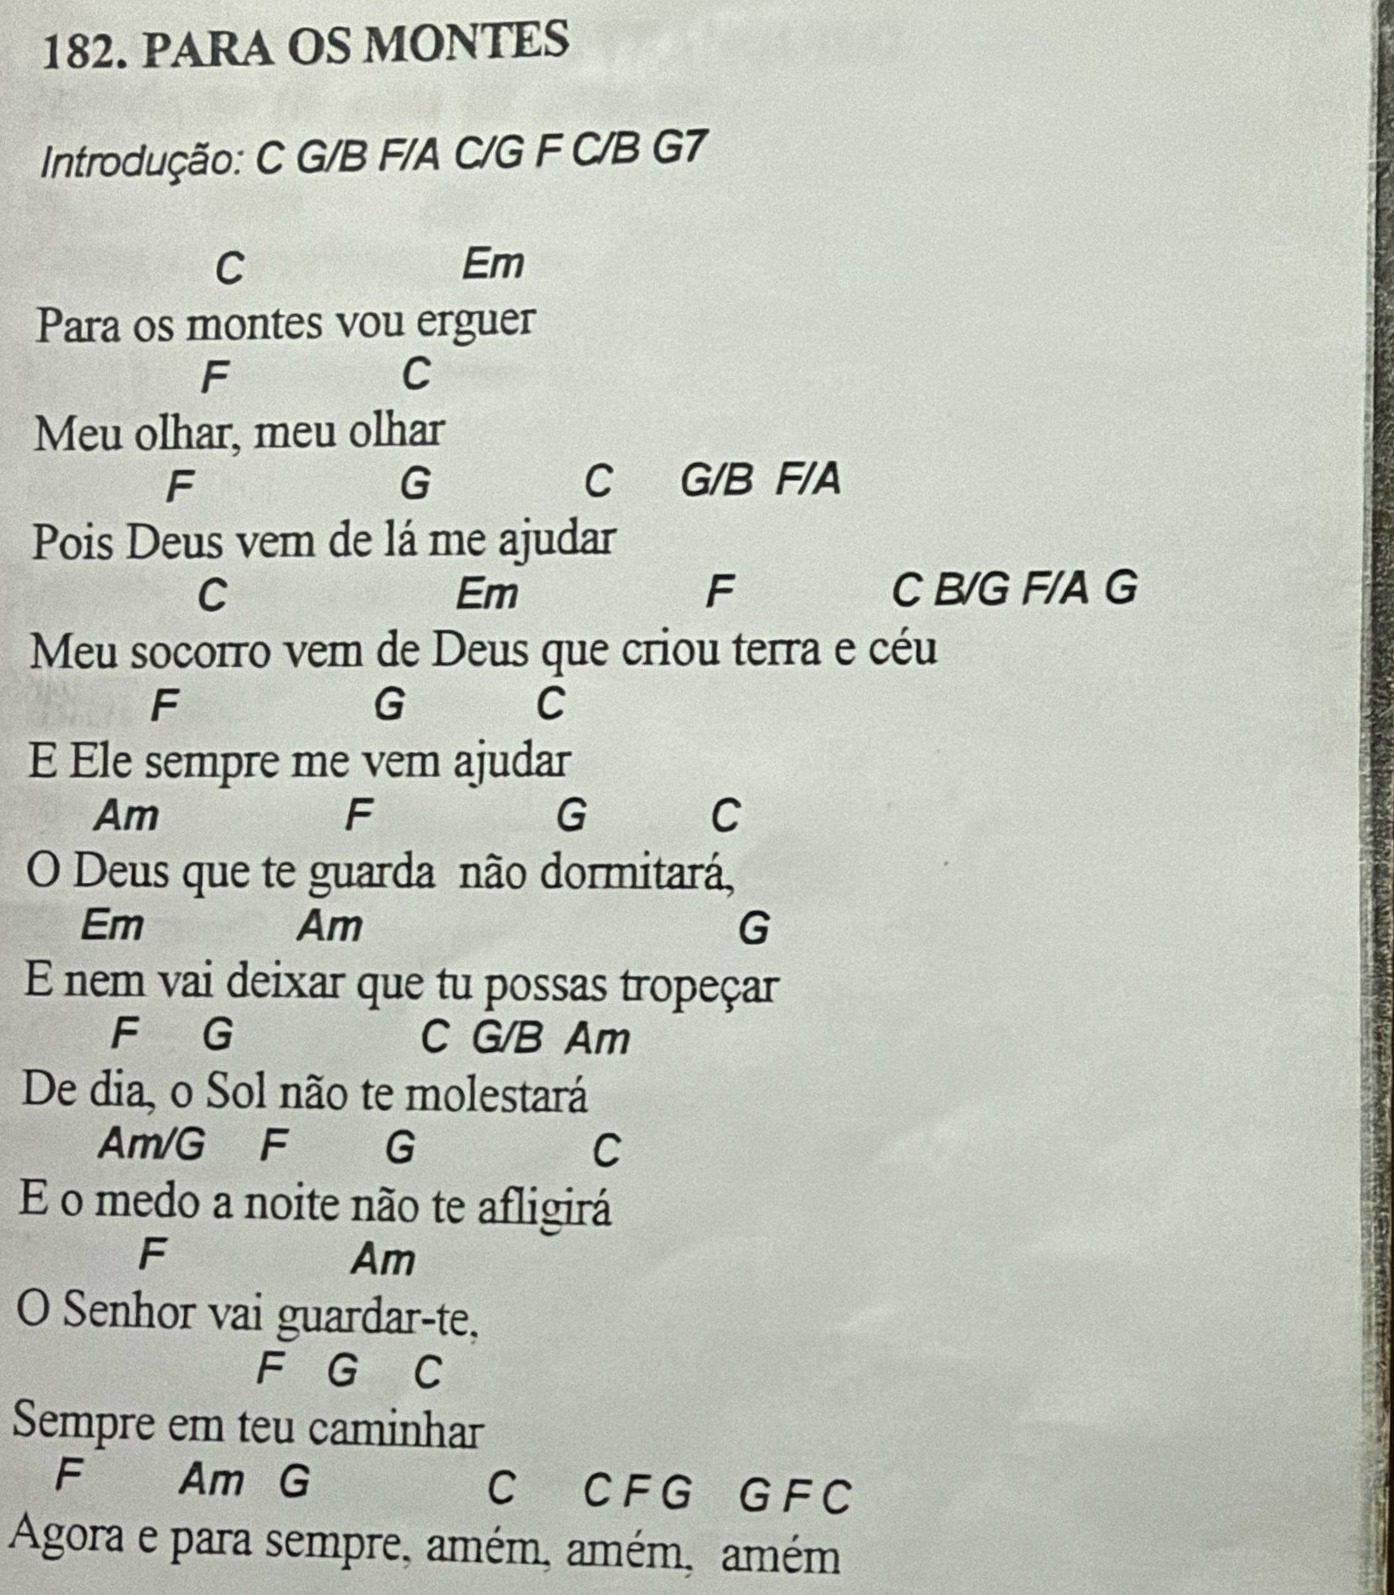 182. PARA OS MONTES
Introdução: C G/B F/A C/G F C/B G7
C Em
Para os montes vou erguer
F C
Meu olhar, meu olhar
F G C G/B F/A
Pois Deus vem de lá me ajudar
C Em F C B/G F/A G
Meu socorro vem de Deus que criou terra e céu
F G C
E Ele sempre me vem ajudar
Am F G C
O Deus que te guarda não dormitará,
Em Am G
E nem vai deixar que tu possas tropeçar
F G C G/B Am
De dia, o Sol não te molestará
Am/G F G C
E o medo a noite não te afligirá
F Am
O Senhor vai guardar-te,
F G C
Sempre em teu caminhar
F Am G C C F G G F C
Agora e para sempre, amém, amém, amém